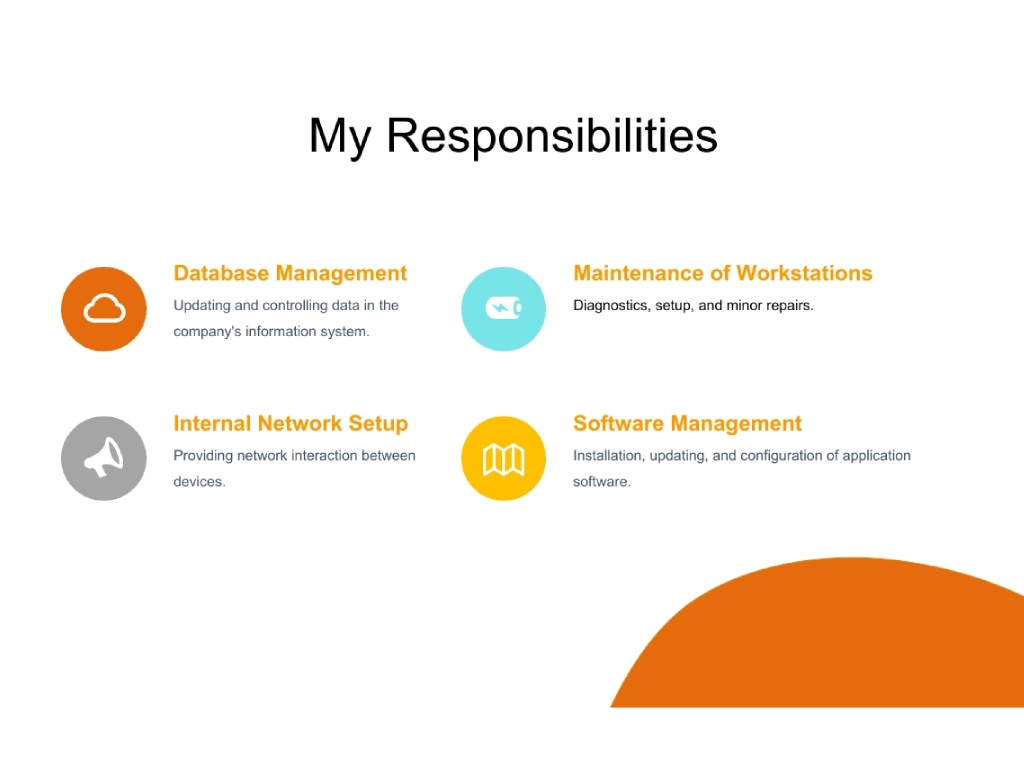 My Responsibilities
Database Management
Updating and controlling data in the
company's information system.
Maintenance of Workstations
Diagnostics, setup, and minor repairs.
Internal Network Setup
Providing network interaction between
devices.
Software Management
Installation, updating, and configuration of application
software.